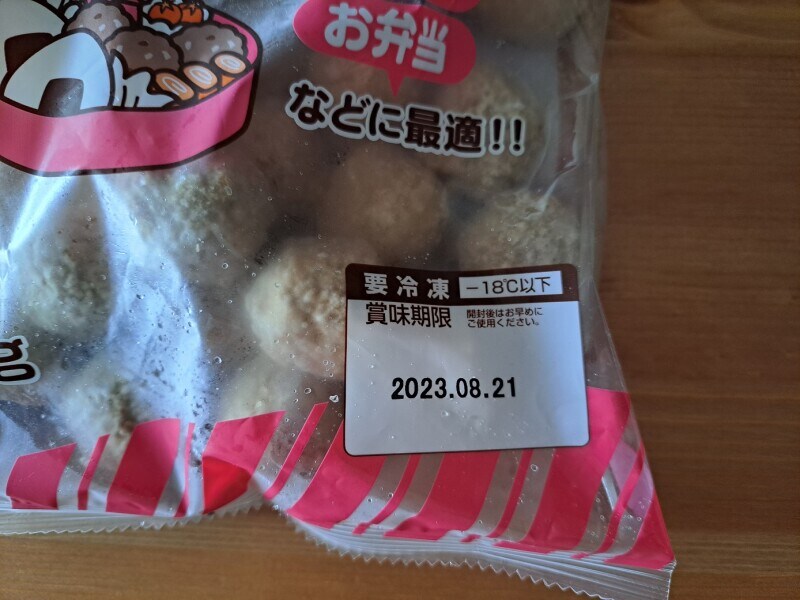 お弁当
などに最適!!
要冷凍 -18℃以下
賞味期限 開封後はお早めに
ご使用ください。
2023.08.21
g